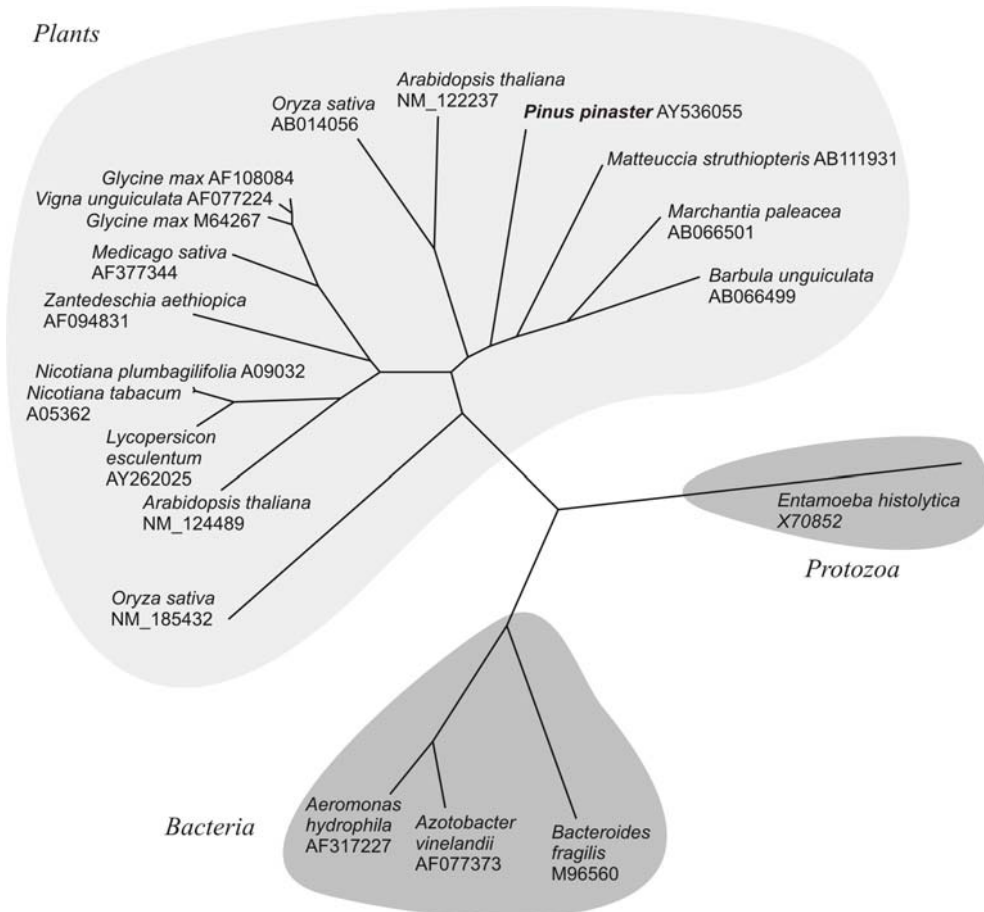 Plants
Arabidopsis thaliana
NM_122237
Oryza sativa
AB014056
Pinus pinaster AY536055
Matteuccia struthiopteris AB111931
Glycine max AF108084
Vigna unguiculata AF077224
Glycine max M64267
Marchantia paleacea
AB066501
Medicago sativa
AF377344
Barbula unguiculata
AB066499
Zantedeschia aethiopica
AF094831
Nicotiana plumbagilifolia A09032
Nicotiana tabacum
A05362
Lycopersicon
esculentum
AY262025
Arabidopsis thaliana
NM_124489
Entamoeba histolytica
X70852
Protozoa
Oryza sativa
NM_185432
Bacteria
Aeromonas
hydrophila
AF317227
Azotobacter
vinelandii
AF077373
Bacteroides
fragilis
M96560